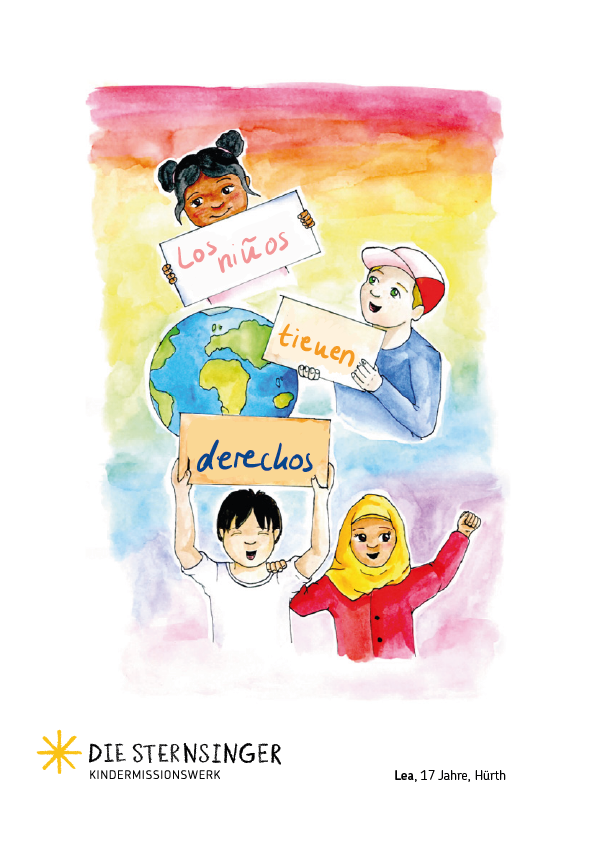 Los niños
tienen
derechos
DIE STERNSINGER
KINDERMISSIONSWERK
Lea, 17 Jahre, Hürth